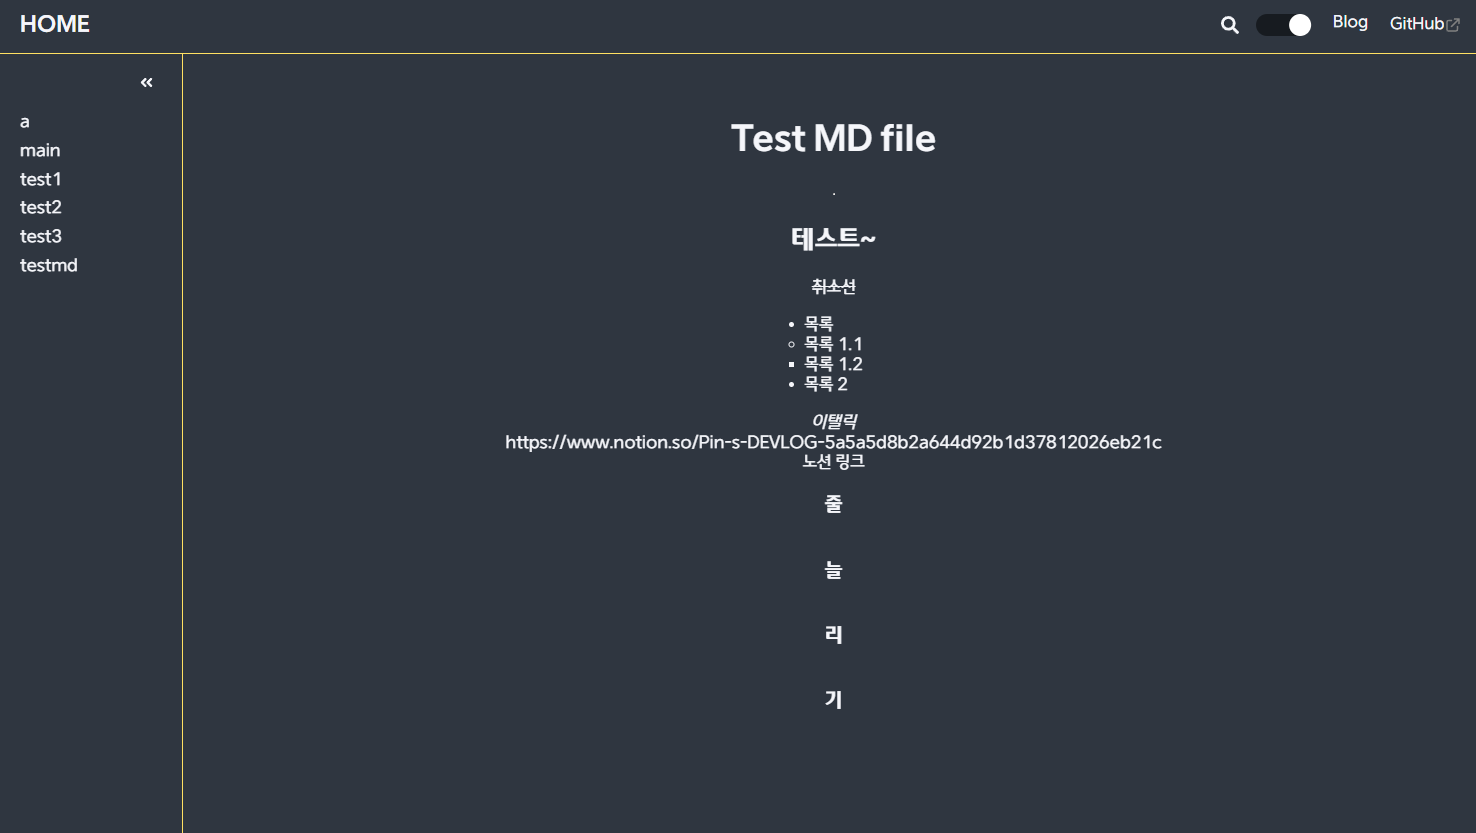 HOME
Blog
GitHub
«
a
main
test1
test2
test3
testmd
Test MD file
.
테스트~
취소선
목록
목록 1.1
목록 1.2
목록 2
이탤릭
https://www.notion.so/Pin-s-DEVLOG-5a5a5d8b2a644d92b1d37812026eb21c
노션 링크
줄
늘
리
기